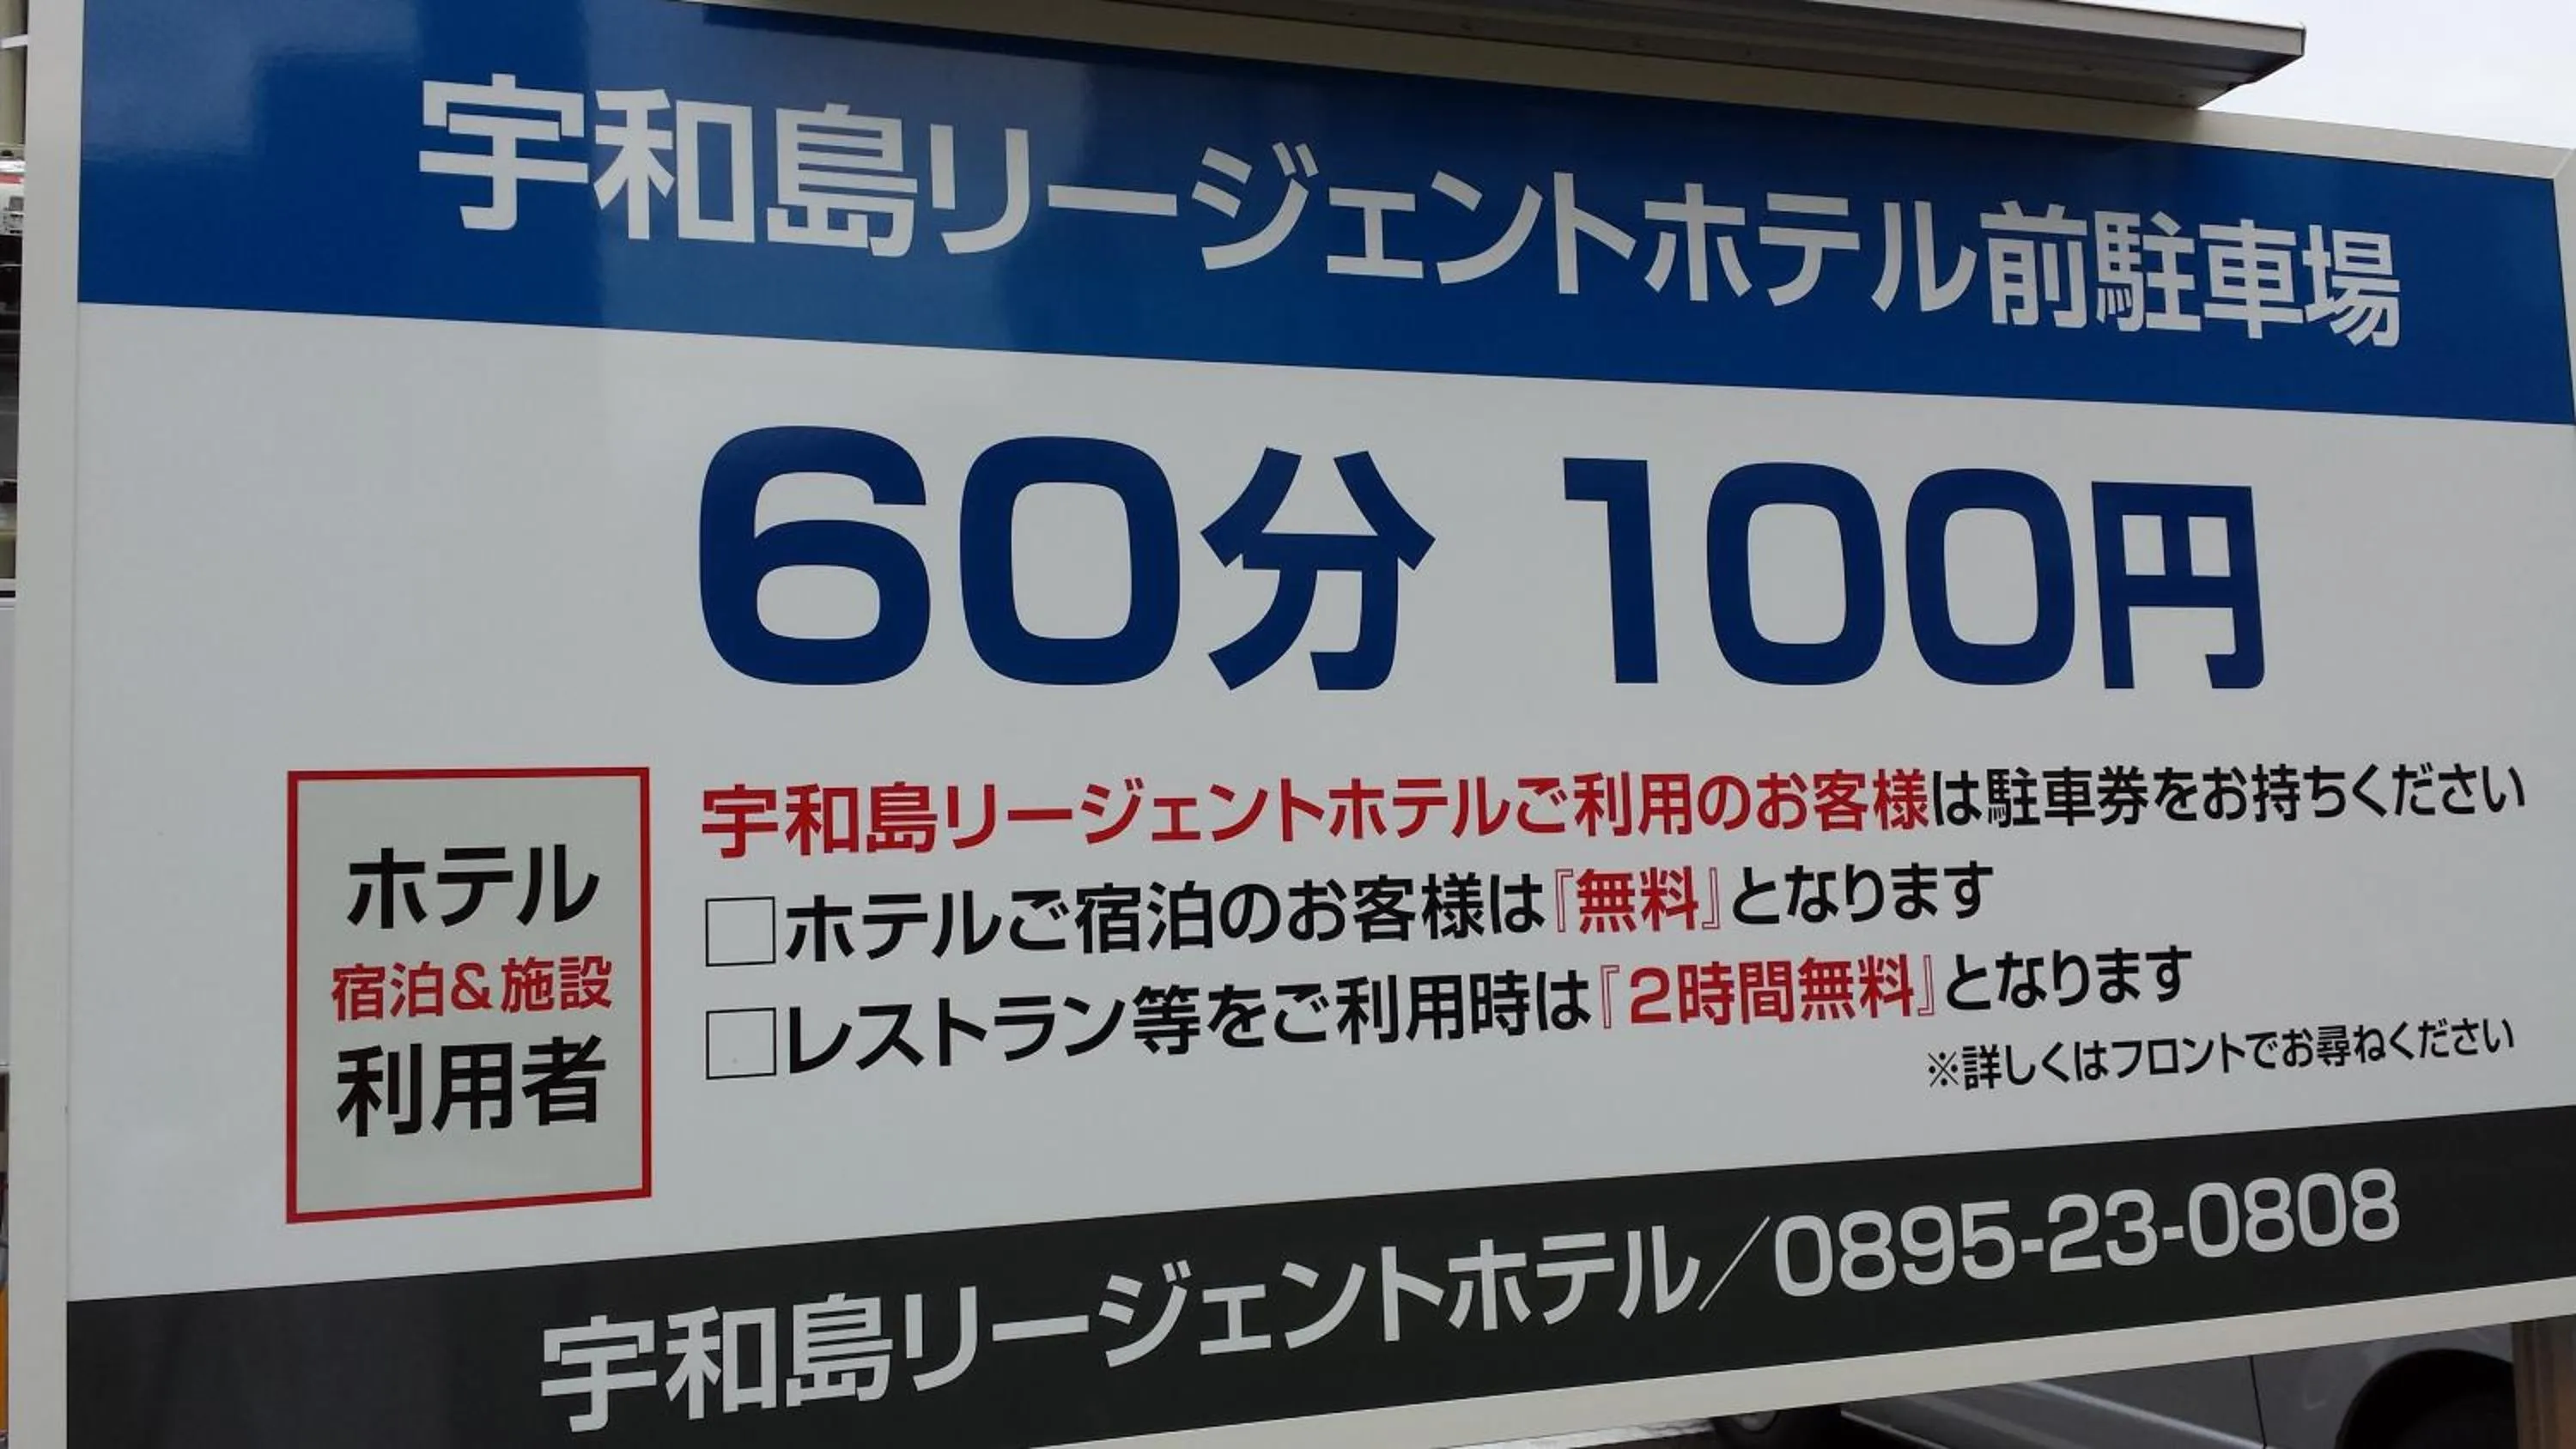 宇和島リージェントホテル前駐車場
60分 100円
ホテル
宿泊&施設
利用者
宇和島リージェントホテルご利用のお客様は駐車券をお持ちください
□ホテルご宿泊のお客様は『無料』となります
□レストラン等をご利用時は『2時間無料』となります
※詳しくはフロントでお尋ねください
宇和島リージェントホテル/0895-23-0808